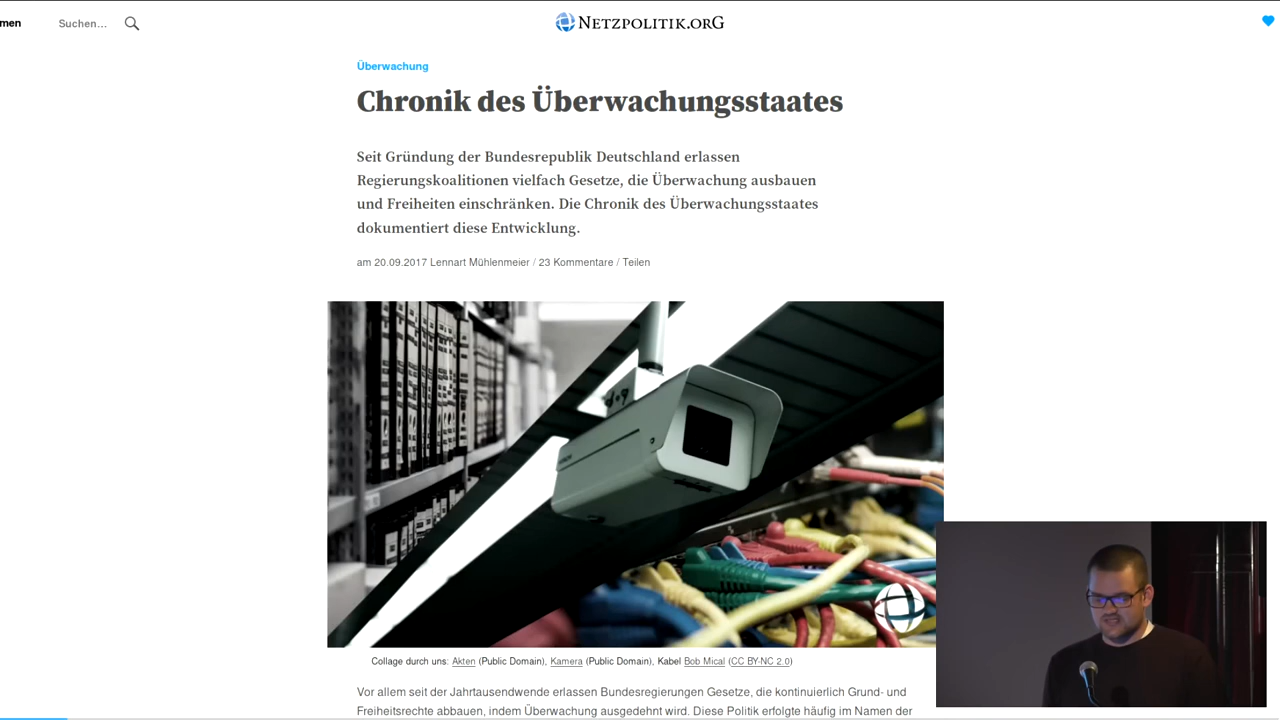 men
Suchen...
NETZPOLITIK.ORG
Überwachung
Chronik des Überwachungsstaates
Seit Gründung der Bundesrepublik Deutschland erlassen
Regierungskoalitionen vielfach Gesetze, die Überwachung ausbauen
und Freiheiten einschränken. Die Chronik des Überwachungsstaates
dokumentiert diese Entwicklung.
am 20.09.2017 Lennart Mühlenmeier / 23 Kommentare / Teilen
Collage durch uns: Akten (Public Domain), Kamera (Public Domain), Kabel Bob Mical (CC BY-NC 2.0)
Vor allem seit der Jahrtausendwende erlassen Bundesregierungen Gesetze, die kontinuierlich Grund- und
Freiheitsrechte abbauen, indem Überwachung ausgedehnt wird. Diese Politik erfolgte häufig im Namen der